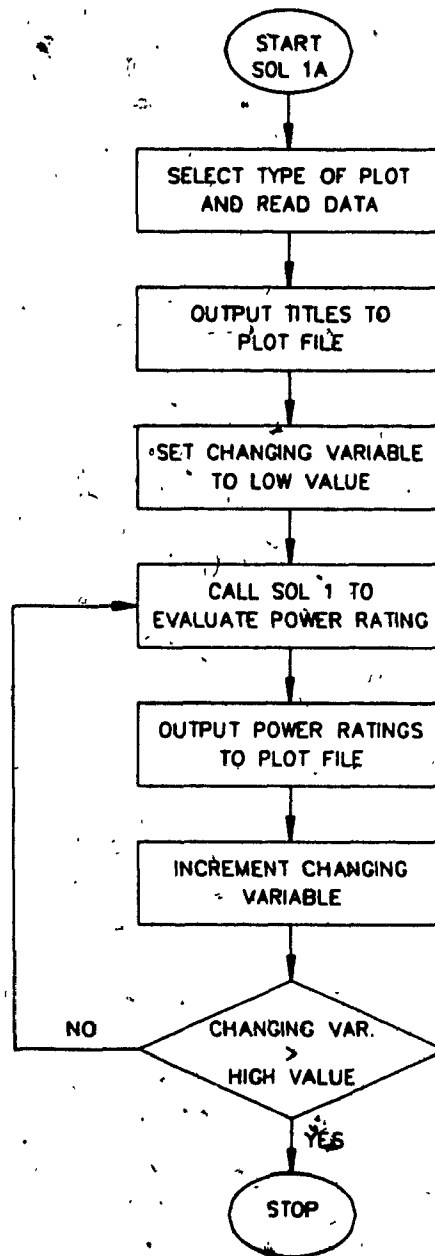 START
SOL 1A
SELECT TYPE OF PLOT
AND READ DATA
OUTPUT TITLES TO
PLOT FILE
SET CHANGING VARIABLE
TO LOW VALUE
CALL SOL 1 TO
EVALUATE POWER RATING
OUTPUT POWER RATINGS
TO PLOT FILE
INCREMENT CHANGING
VARIABLE
NO
CHANGING VAR.
>
HIGH VALUE
YES
STOP